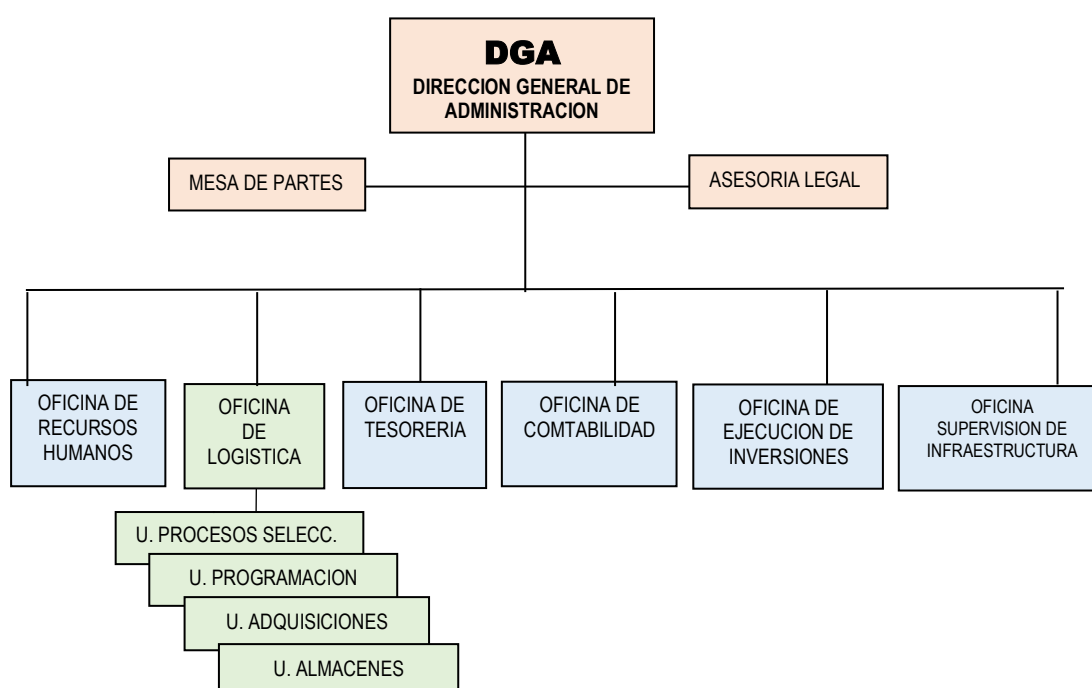 DGA
DIRECCION GENERAL DE
ADMINISTRACION
MESA DE PARTES
ASESORIA LEGAL
OFICINA DE
RECURSOS
HUMANOS
OFICINA
DE
LOGISTICA
OFICINA DE
TESORERIA
OFICINA DE
COMTABILIDAD
OFICINA DE
EJECUCION DE
INVERSIONES
OFICINA
SUPERVISION DE
INFRAESTRUCTURA
U. PROCESOS SELECC.
U. PROGRAMACION
U. ADQUISICIONES
U. ALMACENES